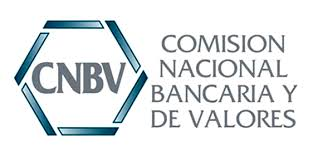 CNBV
COMISION
NACIONAL
BANCARIA Y
DE VALORES